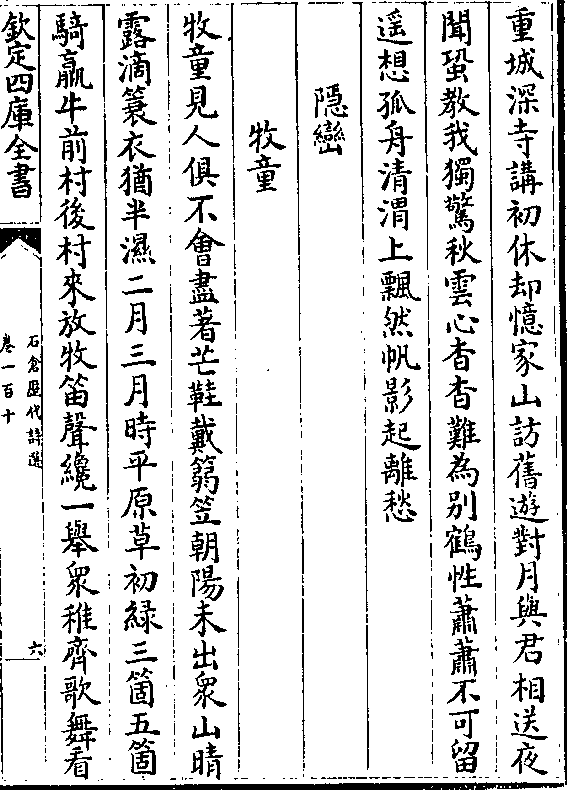 重城深寺講初休却憶家山訪舊遊對月與君相送夜
聞蛩教我獨驚秋雲心杳杳難為别鶴性蕭蕭不可留
遥想孤舟清渭上飄然帆影起離愁
隠巒
牧童
牧童見人俱不會盡著芒鞋戴篛笠朝陽未出衆山晴
露滴簑衣猶半濕二月三月時平原草初緑三箇五箇
騎羸牛前村後村來放牧笛聲纔一舉衆稚齊歌舞看
欽定四庫全書
石倉歴代詩選
卷一百十
六